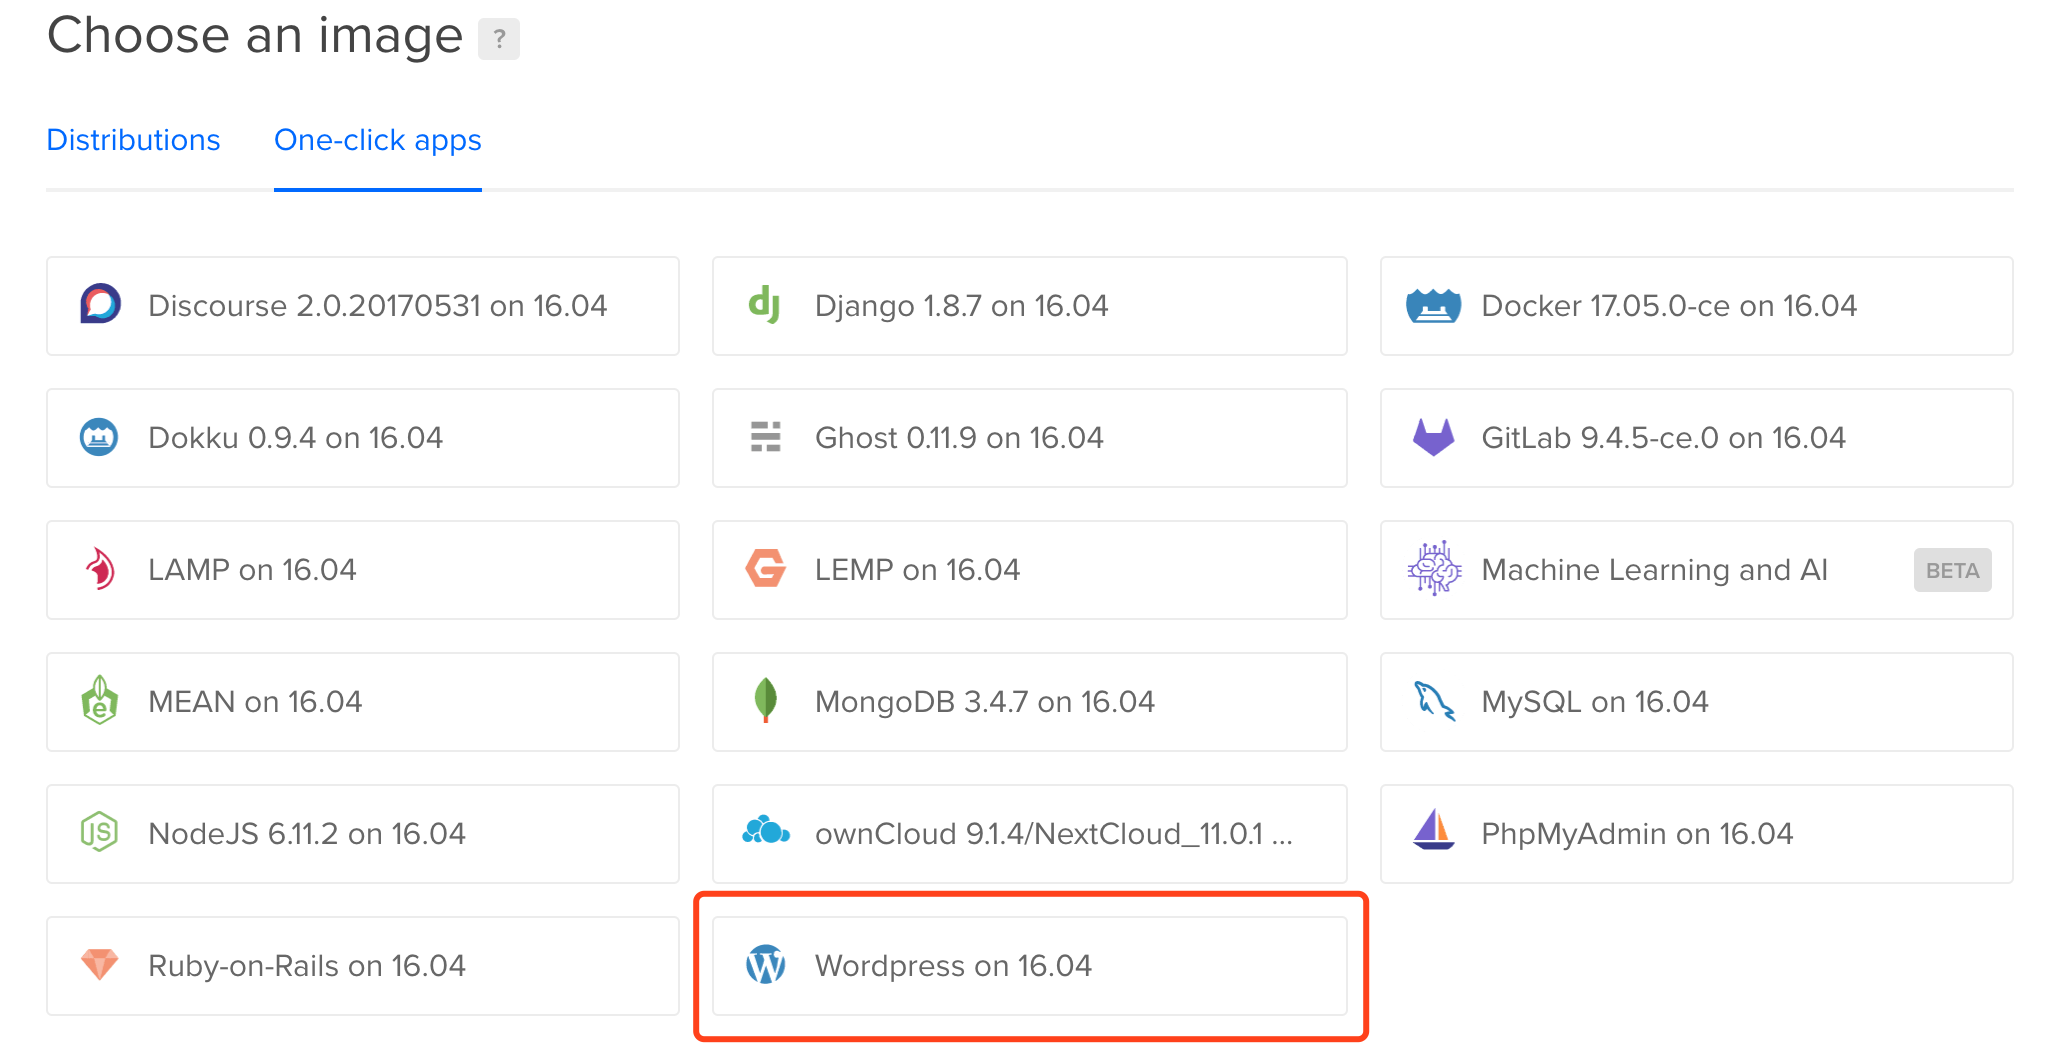 Choose an image ?
Distributions One-click apps
Discourse 2.0.20170531 on 16.04
Django 1.8.7 on 16.04
Docker 17.05.0-ce on 16.04
Dokku 0.9.4 on 16.04
Ghost 0.11.9 on 16.04
GitLab 9.4.5-ce.0 on 16.04
LAMP on 16.04
LEMP on 16.04
Machine Learning and AI BETA
MEAN on 16.04
MongoDB 3.4.7 on 16.04
MySQL on 16.04
NodeJS 6.11.2 on 16.04
ownCloud 9.1.4/NextCloud_11.0.1 ...
PhpMyAdmin on 16.04
Ruby-on-Rails on 16.04
Wordpress on 16.04